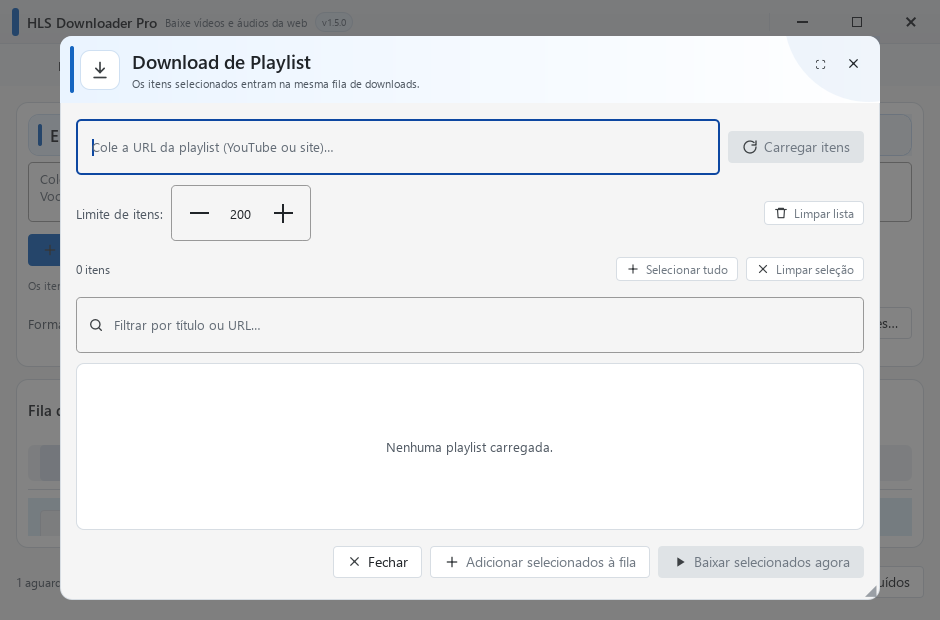 HLS Downloader Pro Baixe vídeos e áudios da web v1.5.0
Download de Playlist
Os itens selecionados entram na mesma fila de downloads.
Cole a URL da playlist (YouTube ou site)...
Carregar itens
Limite de itens: 200
Limpar lista
0 itens
Selecionar tudo
Limpar seleção
Filtrar por título ou URL...
Nenhuma playlist carregada.
Fechar
Adicionar selecionados à fila
Baixar selecionados agora
Fila
1